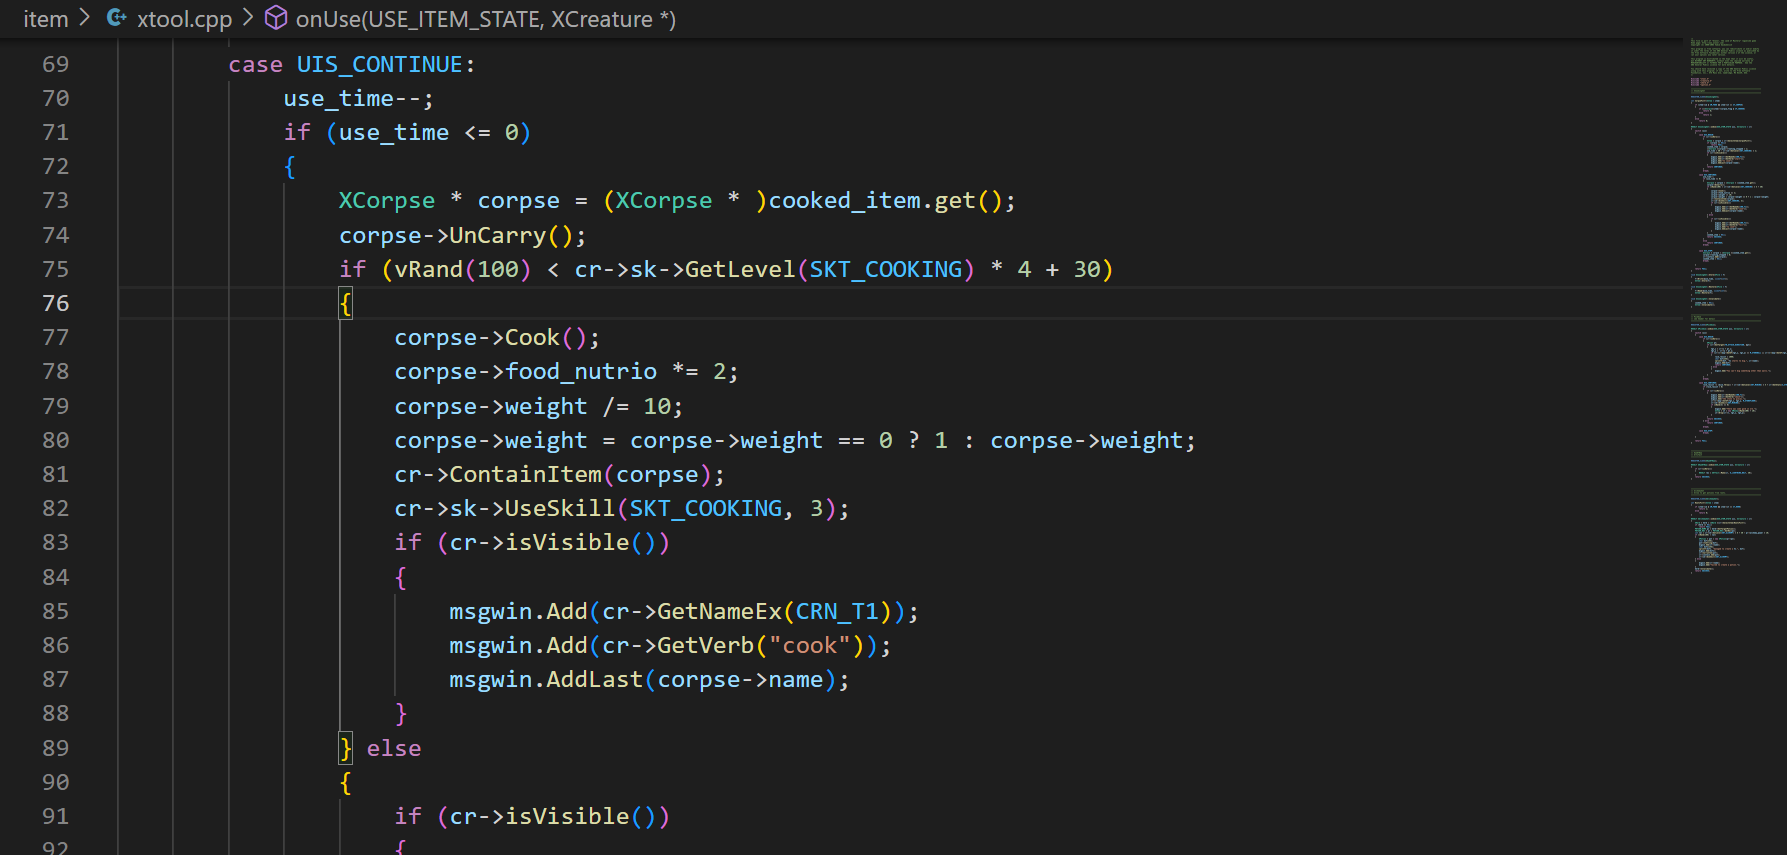 item > xtool.cpp > onUse(USE_ITEM_STATE, XCreature *)
69 case UIS_CONTINUE:
70 use_time--;
71 if (use_time <= 0)
72 {
73 XCorpse * corpse = (XCorpse * )cooked_item.get();
74 corpse->UnCarry();
75 if (vRand(100) < cr->sk->GetLevel(SKT_COOKING) * 4 + 30)
76 {
77 corpse->Cook();
78 corpse->food_nutrio *= 2;
79 corpse->weight /= 10;
80 corpse->weight = corpse->weight == 0 ? 1 : corpse->weight;
81 cr->ContainItem(corpse);
82 cr->sk->UseSkill(SKT_COOKING, 3);
83 if (cr->isVisible())
84 {
85 msgwin.Add(cr->GetNameEx(CRN_T1));
86 msgwin.Add(cr->GetVerb("cook"));
87 msgwin.AddLast(corpse->name);
88 }
89 } else
90 {
91 if (cr->isVisible())
92 {